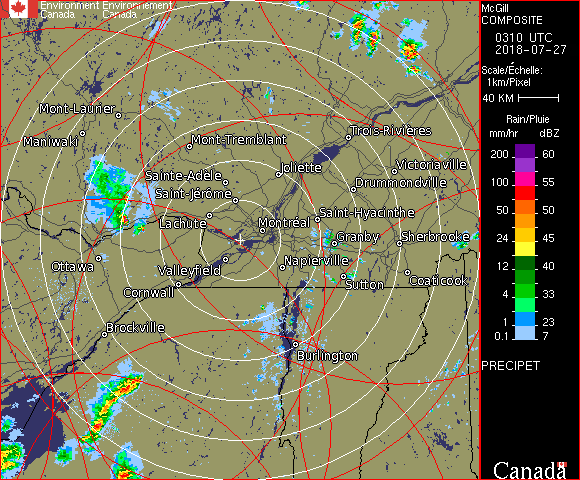 Environment Environnement
Canada Canada
McGill
COMPOSITE
0310 UTC
2018-07-27
Scale/Échelle:
1km/Pixel
40 KM
Rain/Pluie
mm/hr dBZ
200 60
100 55
50 50
24 45
12 40
4 33
1 23
0.1 7
PRECIPET
Canada
Mont-Laurier
Maniwaki
Mont-Tremblant
Trois-Rivières
Sainte-Adèle
Joliette
Victoriaville
Saint-Jérôme
Drummondville
Lachute
Montréal
Saint-Hyacinthe
Granby
Sherbrooke
Ottawa
Valleyfield
Napierville
Cornwall
Sutton
Coaticook
Brockville
Burlington